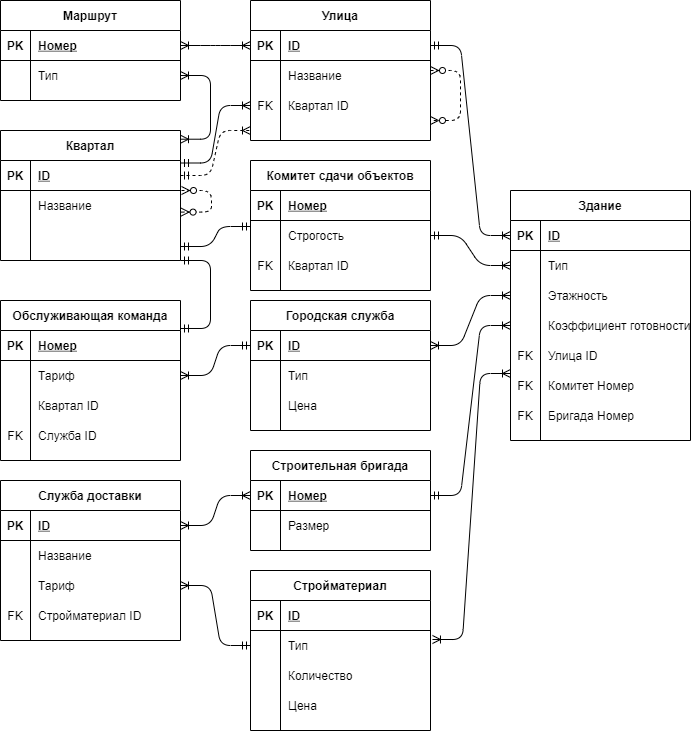 Маршрут
PK Номер
Тип
Улица
PK ID
Название
FK Квартал ID
Квартал
PK ID
Название
Комитет сдачи объектов
PK Номер
Строгость
FK Квартал ID
Здание
PK ID
Тип
Этажность
Коэффициент готовности
FK Улица ID
FK Комитет Номер
FK Бригада Номер
Обслуживающая команда
PK Номер
Тариф
Квартал ID
FK Служба ID
Городская служба
PK ID
Тип
Цена
Строительная бригада
PK Номер
Размер
Служба доставки
PK ID
Название
Тариф
FK Стройматериал ID
Стройматериал
PK ID
Тип
Количество
Цена